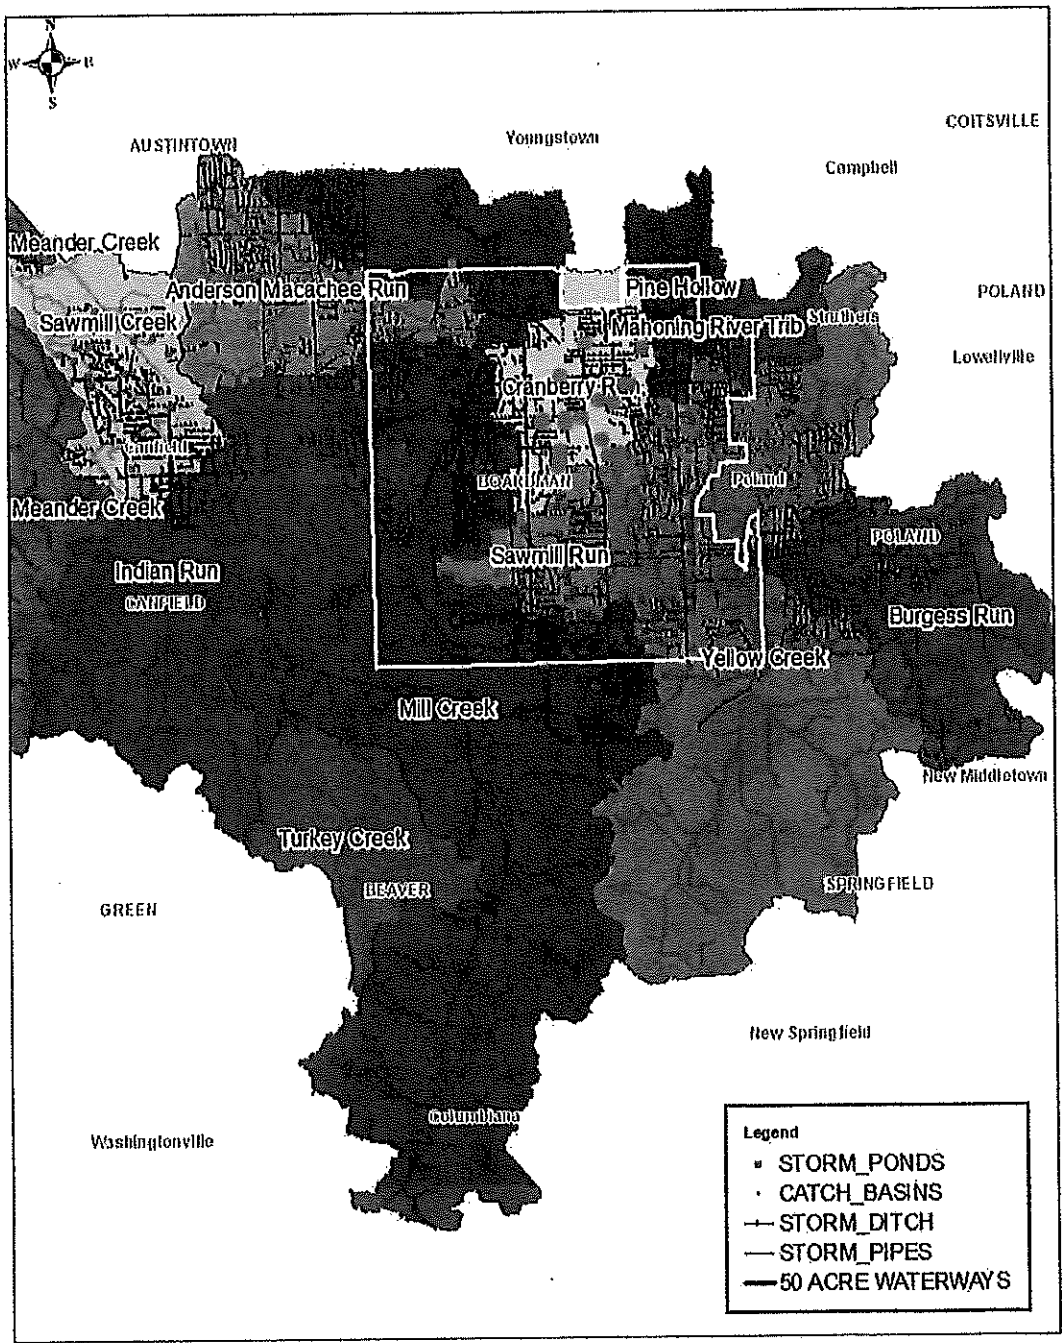 N
W
E
S
COITSVILLE
AUSTINTOWN
Youngstown
Campbell
Meander Creek
Anderson Macachee Run
Pine Hollow
POLAND
Sawmill Creek
Struthers
Mahoning River Trib
Lowellville
Cranberry R n
Canfield
BOARDMAN
Poland
Meander Creek
POLAND
Sawmill Run
Indian Run
CANFIELD
Burgess Run
Yellow Creek
Mill Creek
New Middletown
Turkey Creek
BEAVER
SPRINGFIELD
GREEN
New Springfield
Columbiana
Washingtonville
Legend
STORM_PONDS
CATCH_BASINS
STORM_DITCH
STORM_PIPES
50 ACRE WATERWAYS